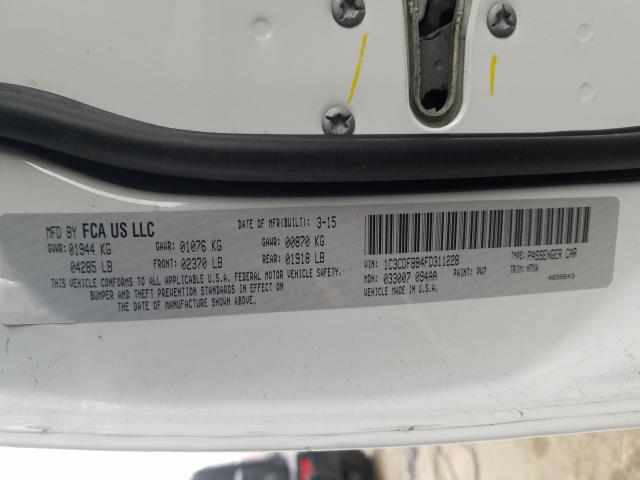 MFD BY FCA US LLC DATE OF MFR(BUILT): 3-15
GVWR: 01944 KG GAWR: 01076 KG GAWR: 00870 KG
04285 LB FRONT: 02370 LB REAR: 01918 LB
THIS VEHICLE CONFORMS TO ALL APPLICABLE U.S.A. FEDERAL MOTOR VEHICLE SAFETY,
BUMPER AND THEFT PREVENTION STANDARDS IN EFFECT ON
THE DATE OF MANUFACTURE SHOWN ABOVE.
VIN: 1C3CDFBB4FD311228 TYPE: PASSENGER CAR
MDH: 033007 094AA PAINT: PW7 TRIM: H7XA
VEHICLE MADE IN U.S.A. 4658843